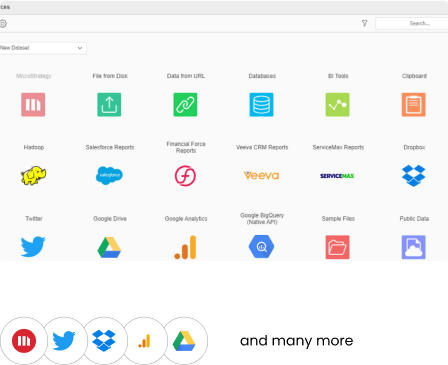 rces
Search...
New Dataset
MicroStrategy File from Disk Data from URL Databases BI Tools Clipboard
Hadoop Salesforce Reports Financial Force Reports Veeva CRM Reports ServiceMax Reports Dropbox
salesforce Veeva SERVICEMAX
Twitter Google Drive Google Analytics Google BigQuery (Native API) Sample Files Public Data
and many more